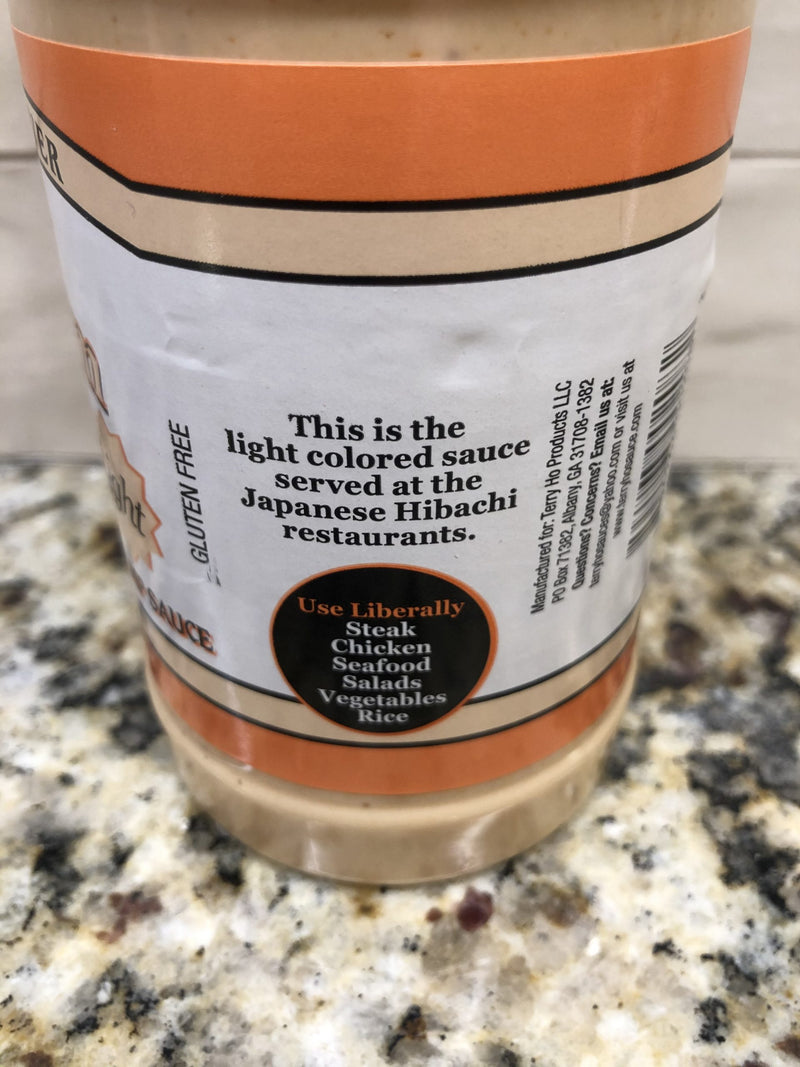 ER
GLUTEN FREE
SAUCE
This is the
light colored sauce
served at the
Japanese Hibachi
restaurants.
Use Liberally
Steak
Chicken
Seafood
Salads
Vegetables
Rice
Manufactured for: Terry Ho Products LLC
PO Box 71382, Albany, GA 31708-1382
Questions? Concerns? Email us at:
terryhosauces@yahoo.com or visit us at
www.terryhosauce.com